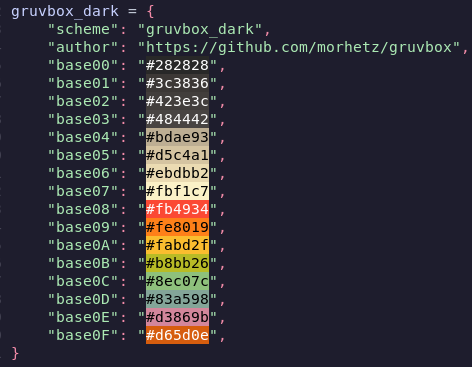 gruvbox_dark = {
    "scheme": "gruvbox_dark",
    "author": "https://github.com/morhetz/gruvbox",
    "base00": "#282828",
    "base01": "#3c3836",
    "base02": "#423e3c",
    "base03": "#484442",
    "base04": "#bdae93",
    "base05": "#d5c4a1",
    "base06": "#ebdbb2",
    "base07": "#fbf1c7",
    "base08": "#fb4934",
    "base09": "#fe8019",
    "base0A": "#fabd2f",
    "base0B": "#b8bb26",
    "base0C": "#8ec07c",
    "base0D": "#83a598",
    "base0E": "#d3869b",
    "base0F": "#d65d0e",
}